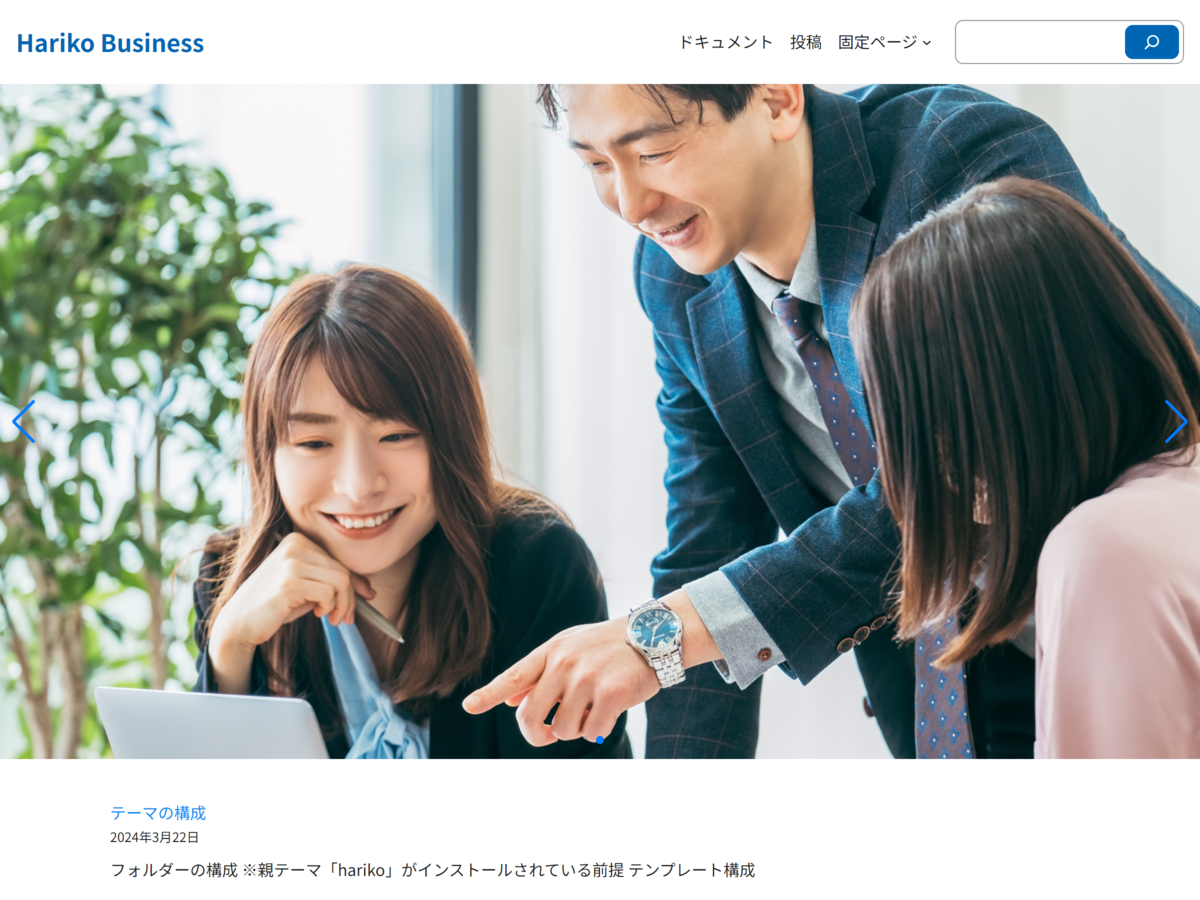 Hariko Business
ドキュメント 投稿 固定ページ
テーマの構成
2024年3月22日
フォルダーの構成 ※親テーマ「hariko」がインストールされている前提 テンプレート構成